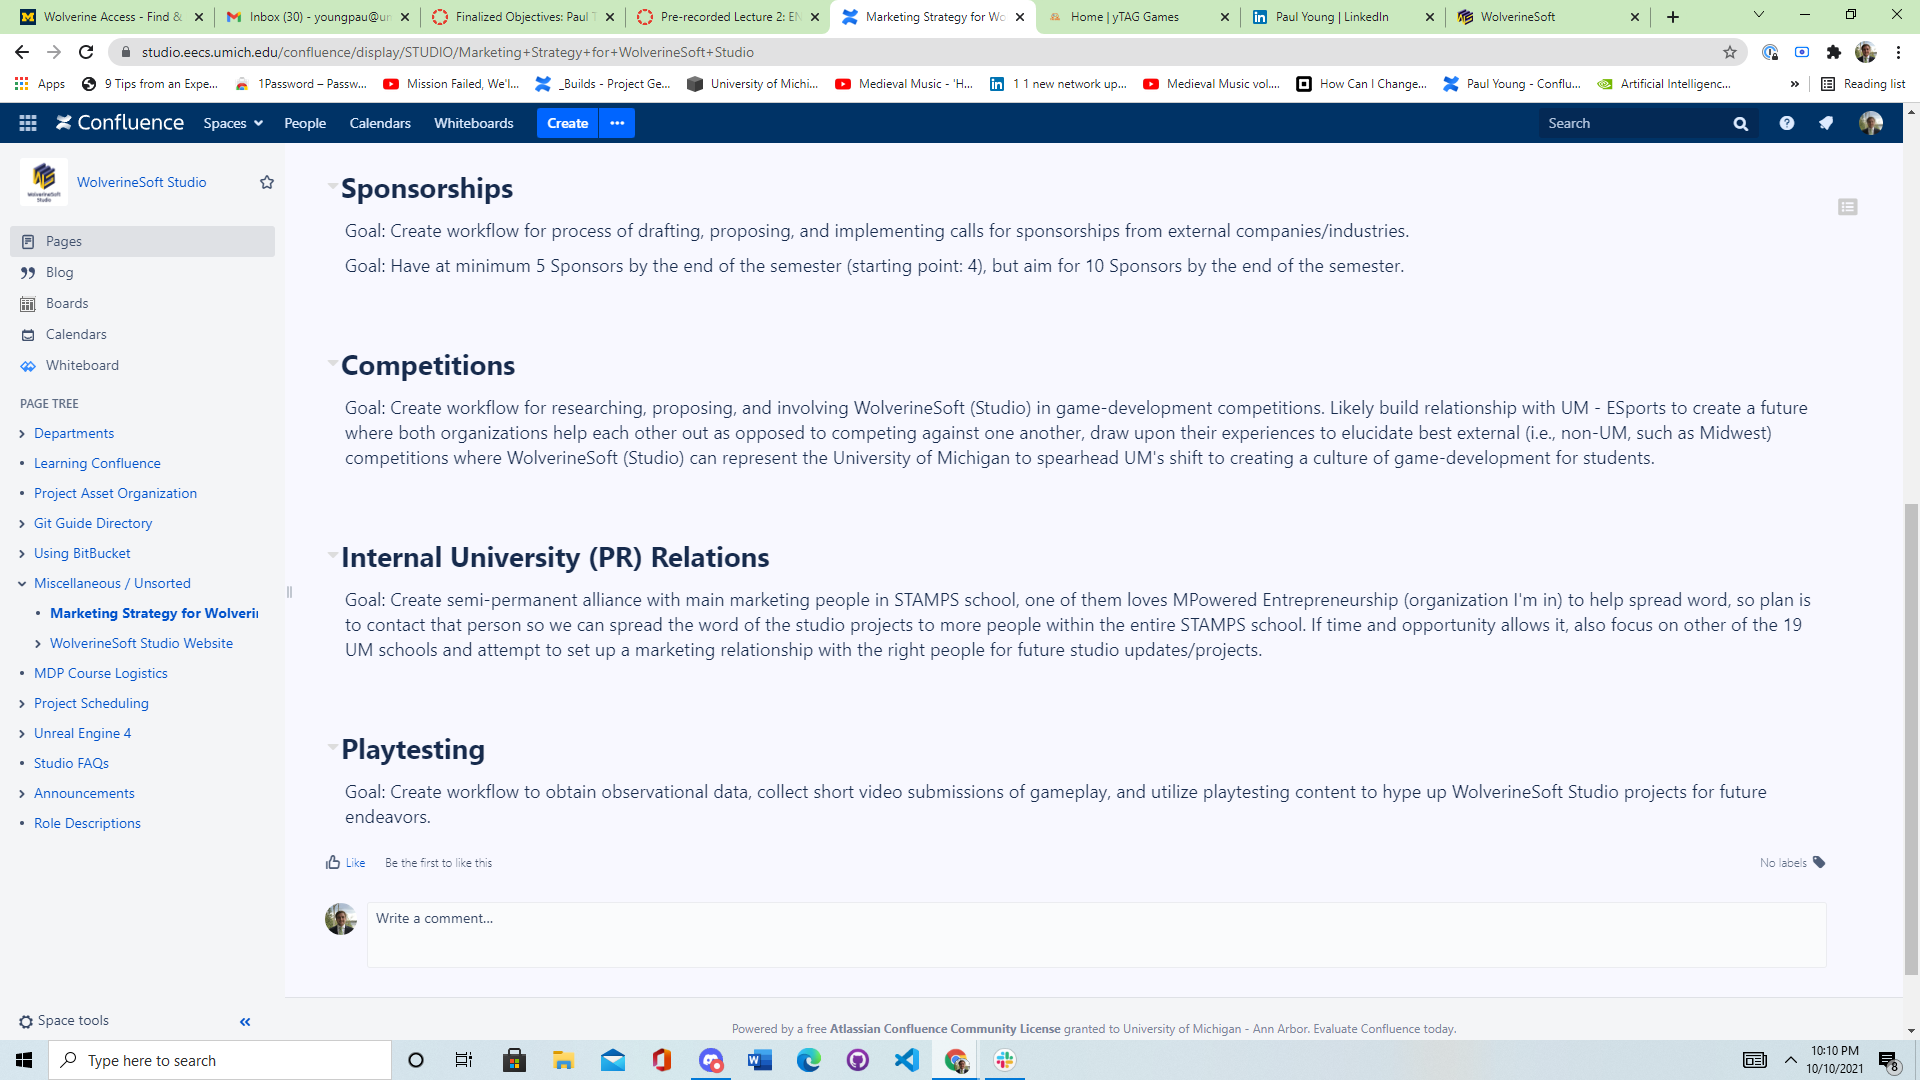 Wolverine Access - Find &
Inbox (30) - youngpau@un
Finalized Objectives: Paul T
Pre-recorded Lecture 2: EN
Marketing Strategy for Wo
Home | yTAG Games
Paul Young | LinkedIn
WolverineSoft
studio.eecs.umich.edu/confluence/display/STUDIO/Marketing+Strategy+for+WolverineSoft+Studio
Apps
9 Tips from an Expe...
1Password – Passw...
Mission Failed, We'l...
_Builds - Project Ge...
University of Michi...
Medieval Music - 'H...
1 1 new network up...
Medieval Music vol....
How Can I Change...
Paul Young - Conflu...
Artificial Intelligenc...
»
Reading list
Confluence
Spaces
People
Calendars
Whiteboards
Create
Search
WolverineSoft Studio
Pages
Blog
Boards
Calendars
Whiteboard
PAGE TREE
Departments
Learning Confluence
Project Asset Organization
Git Guide Directory
Using BitBucket
Miscellaneous / Unsorted
Marketing Strategy for Wolverin
WolverineSoft Studio Website
MDP Course Logistics
Project Scheduling
Unreal Engine 4
Studio FAQs
Announcements
Role Descriptions
Space tools
Sponsorships
Goal: Create workflow for process of drafting, proposing, and implementing calls for sponsorships from external companies/industries.
Goal: Have at minimum 5 Sponsors by the end of the semester (starting point: 4), but aim for 10 Sponsors by the end of the semester.
Competitions
Goal: Create workflow for researching, proposing, and involving WolverineSoft (Studio) in game-development competitions. Likely build relationship with UM - ESports to create a future
where both organizations help each other out as opposed to competing against one another, draw upon their experiences to elucidate best external (i.e., non-UM, such as Midwest)
competitions where WolverineSoft (Studio) can represent the University of Michigan to spearhead UM's shift to creating a culture of game-development for students.
Internal University (PR) Relations
Goal: Create semi-permanent alliance with main marketing people in STAMPS school, one of them loves MPowered Entrepreneurship (organization I'm in) to help spread word, so plan is
to contact that person so we can spread the word of the studio projects to more people within the entire STAMPS school. If time and opportunity allows it, also focus on other of the 19
UM schools and attempt to set up a marketing relationship with the right people for future studio updates/projects.
Playtesting
Goal: Create workflow to obtain observational data, collect short video submissions of gameplay, and utilize playtesting content to hype up WolverineSoft Studio projects for future
endeavors.
Like
Be the first to like this
No labels
Write a comment...
Powered by a free Atlassian Confluence Community License granted to University of Michigan - Ann Arbor. Evaluate Confluence today.
Type here to search
10:10 PM
10/10/2021
8